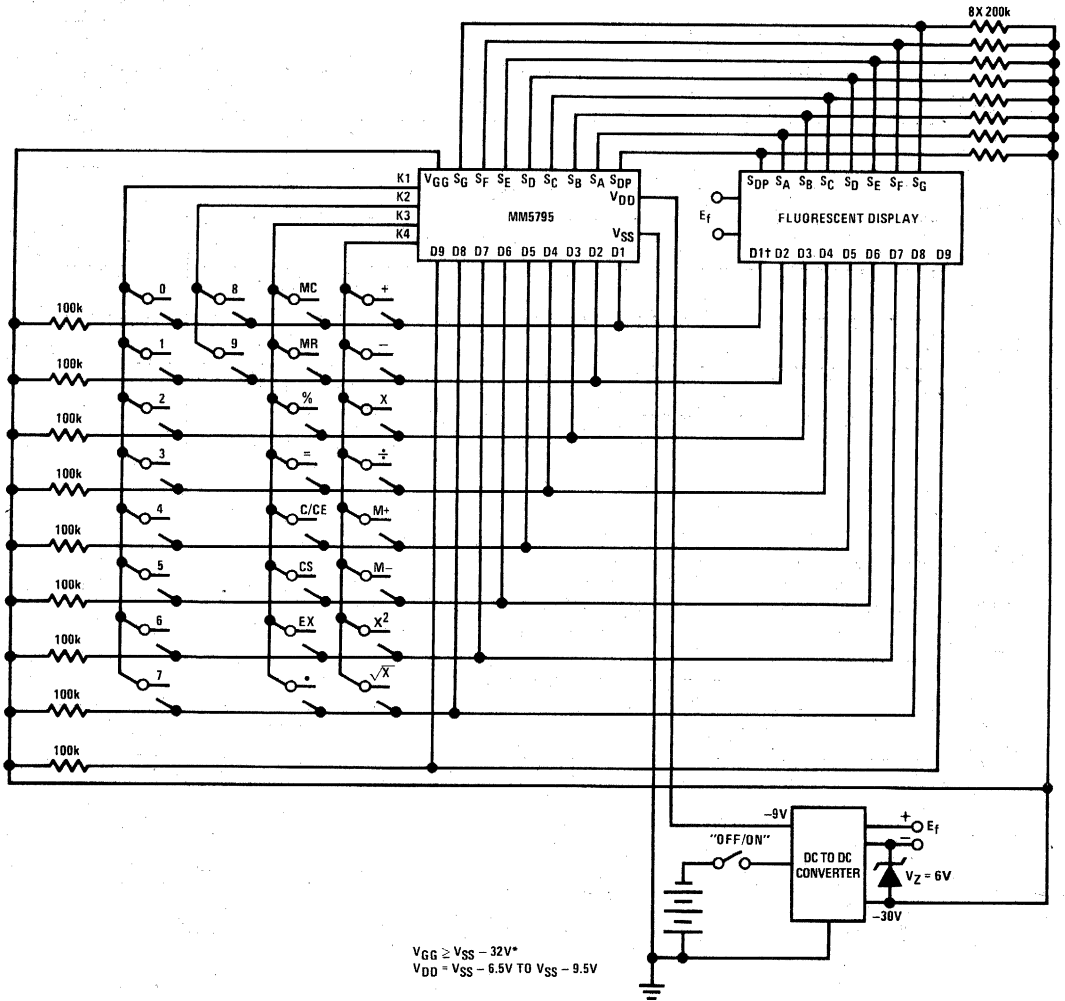 8X 200k
K1
K2
K3
K4
VGG SG SF SE SD SC SB SA SDP
VDD
MM5795
VSS
D9 D8 D7 D6 D5 D4 D3 D2 D1
SDP SA SB SC SD SE SF SG
Ef
FLUORESCENT DISPLAY
D1† D2 D3 D4 D5 D6 D7 D8 D9
0 8 MC +
100k
1 9 MR −
100k
2 % X
100k
3 = ÷
100k
4 C/CE M+
100k
5 CS M−
100k
6 EX X²
100k
7 • √X
100k
100k
−9V
"OFF/ON"
DC TO DC
CONVERTER
+
Ef
−
VZ = 6V
−30V
VGG ≥ VSS − 32V*
VDD = VSS − 6.5V TO VSS − 9.5V